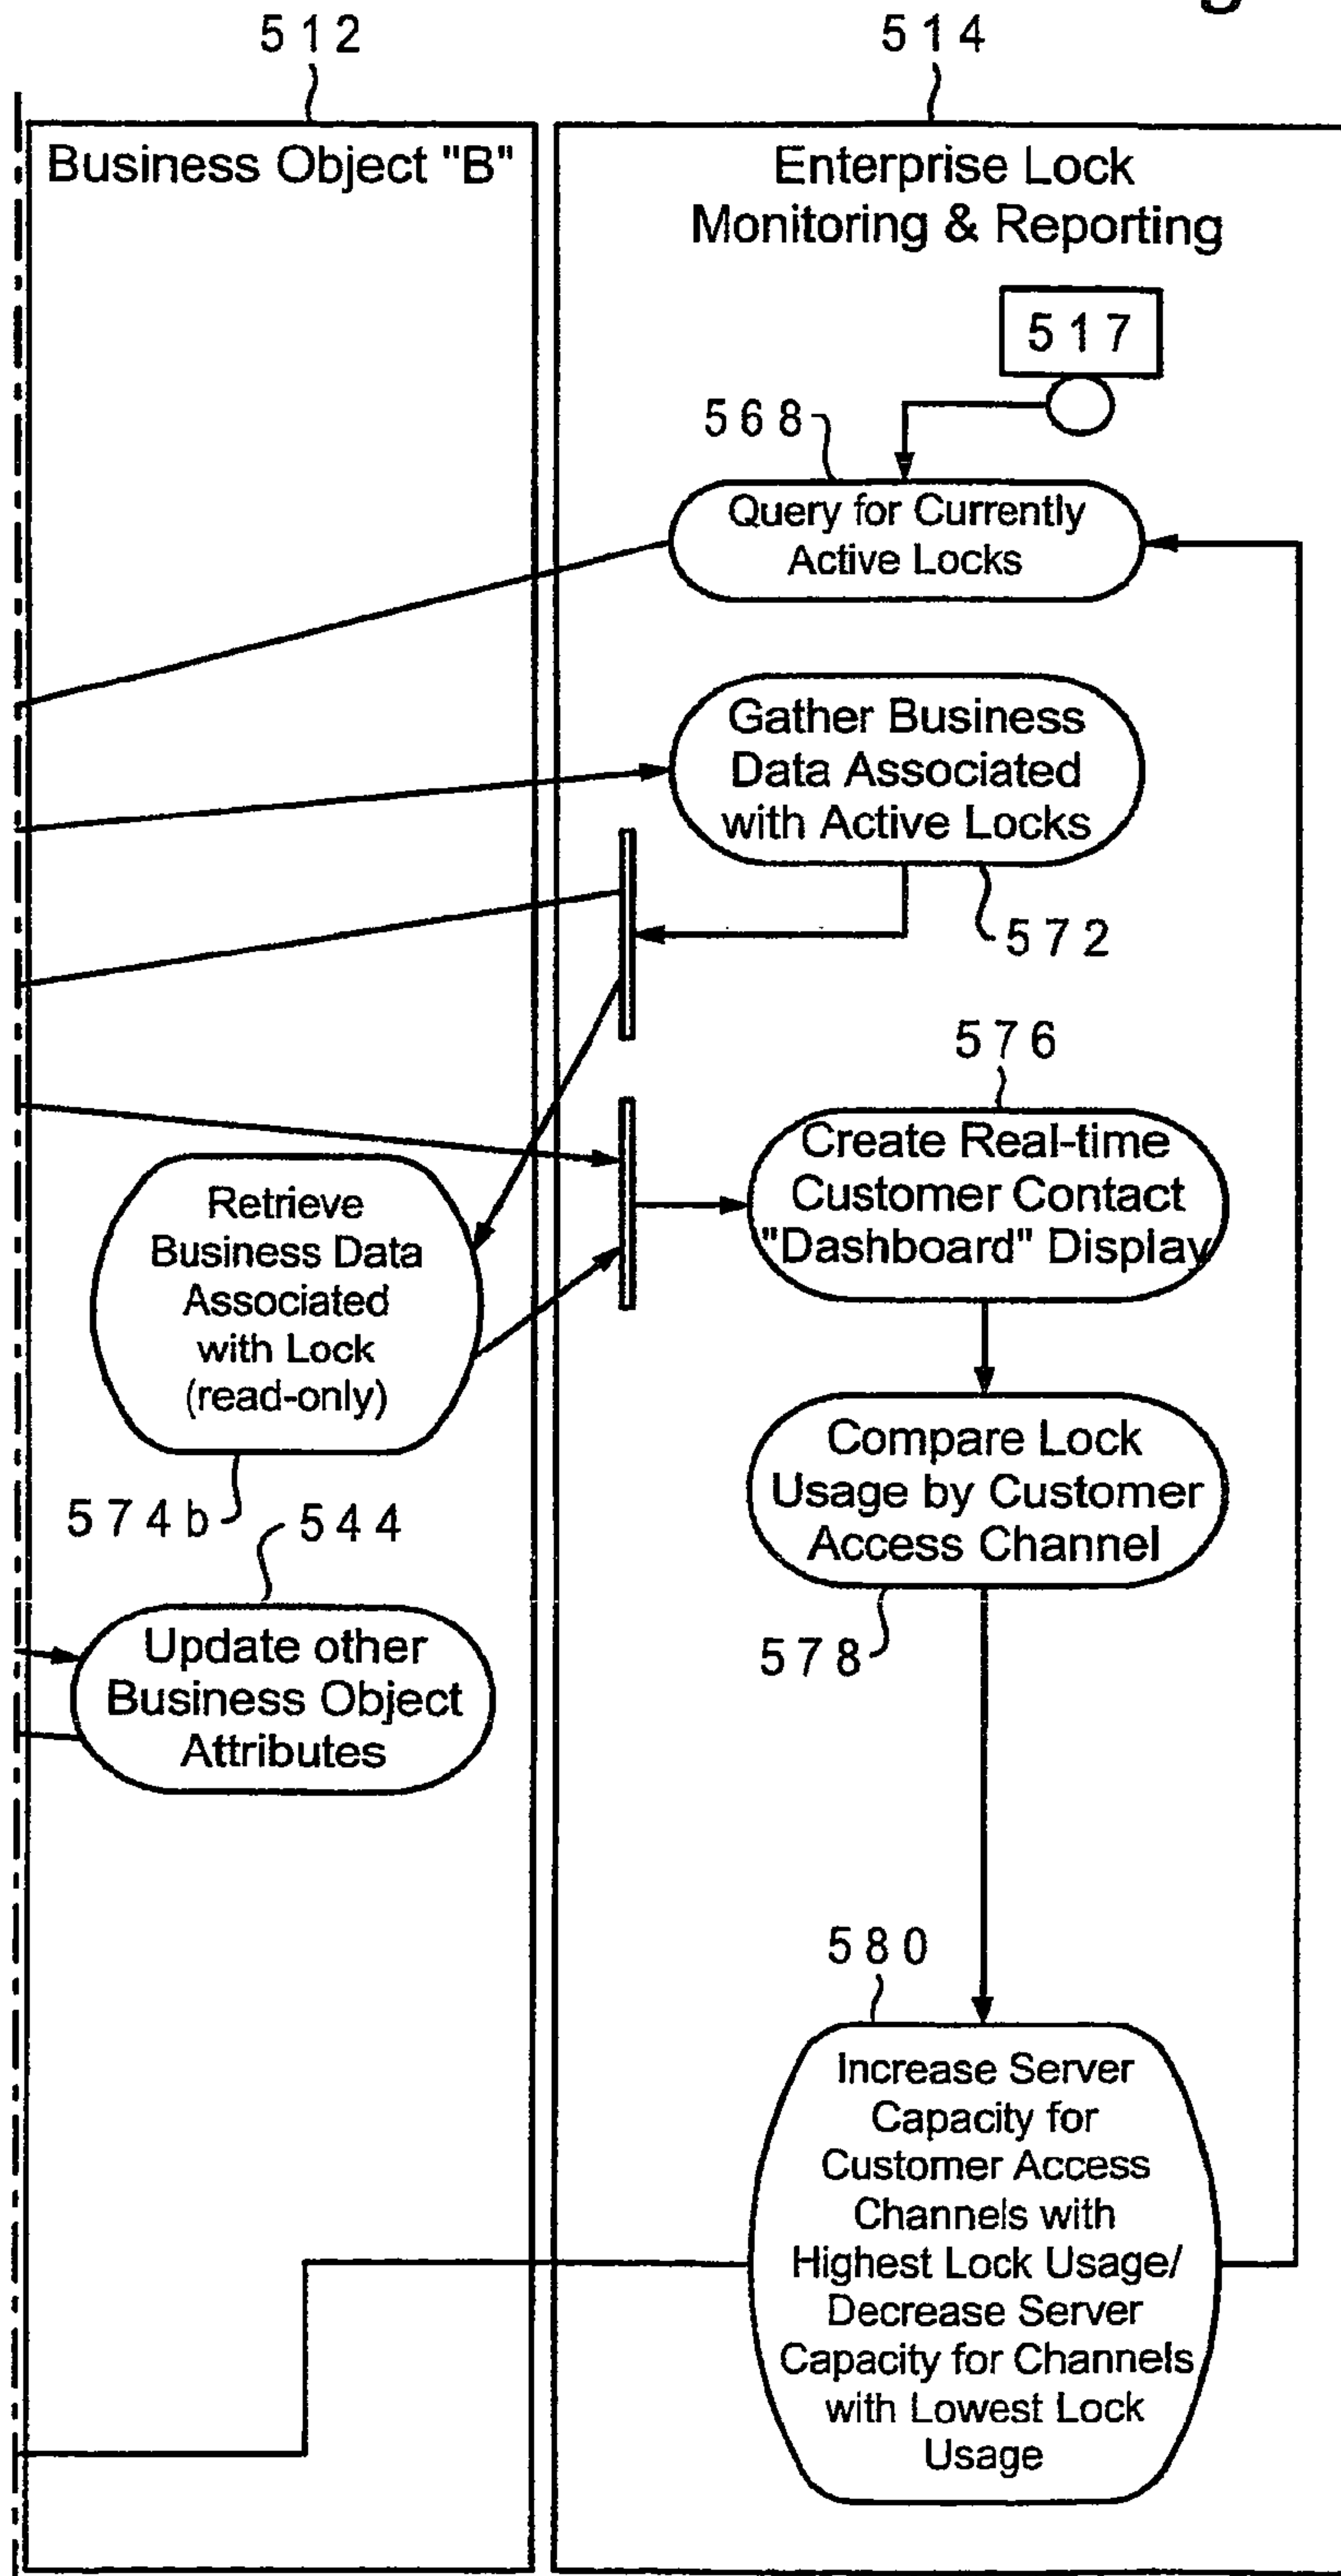 512
514
Business Object "B"
Enterprise Lock
Monitoring & Reporting
517
568
Query for Currently
Active Locks
Gather Business
Data Associated
with Active Locks
572
576
Create Real-time
Customer Contact
"Dashboard" Display
Retrieve
Business Data
Associated
with Lock
(read-only)
574b
544
Compare Lock
Usage by Customer
Access Channel
578
Update other
Business Object
Attributes
580
Increase Server
Capacity for
Customer Access
Channels with
Highest Lock Usage/
Decrease Server
Capacity for Channels
with Lowest Lock
Usage